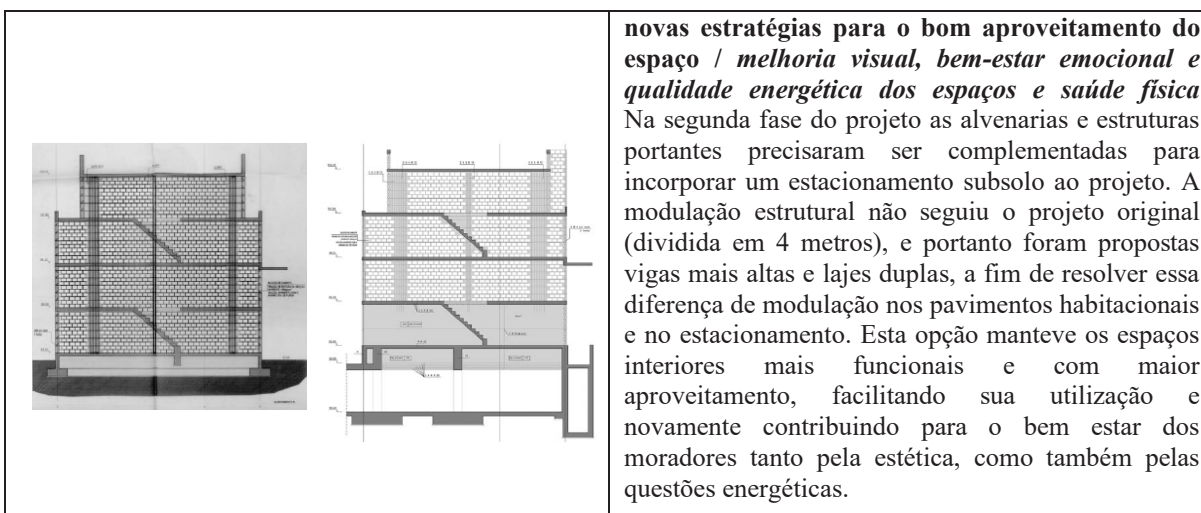 novas estratégias para o bom aproveitamento do
espaço / melhoria visual, bem-estar emocional e
qualidade energética dos espaços e saúde física
Na segunda fase do projeto as alvenarias e estruturas
portantes precisaram ser complementadas para
incorporar um estacionamento subsolo ao projeto. A
modulação estrutural não seguiu o projeto original
(dividida em 4 metros), e portanto foram propostas
vigas mais altas e lajes duplas, a fim de resolver essa
diferença de modulação nos pavimentos habitacionais
e no estacionamento. Esta opção manteve os espaços
interiores mais funcionais e com maior
aproveitamento, facilitando sua utilização e
novamente contribuindo para o bem estar dos
moradores tanto pela estética, como também pelas
questões energéticas.